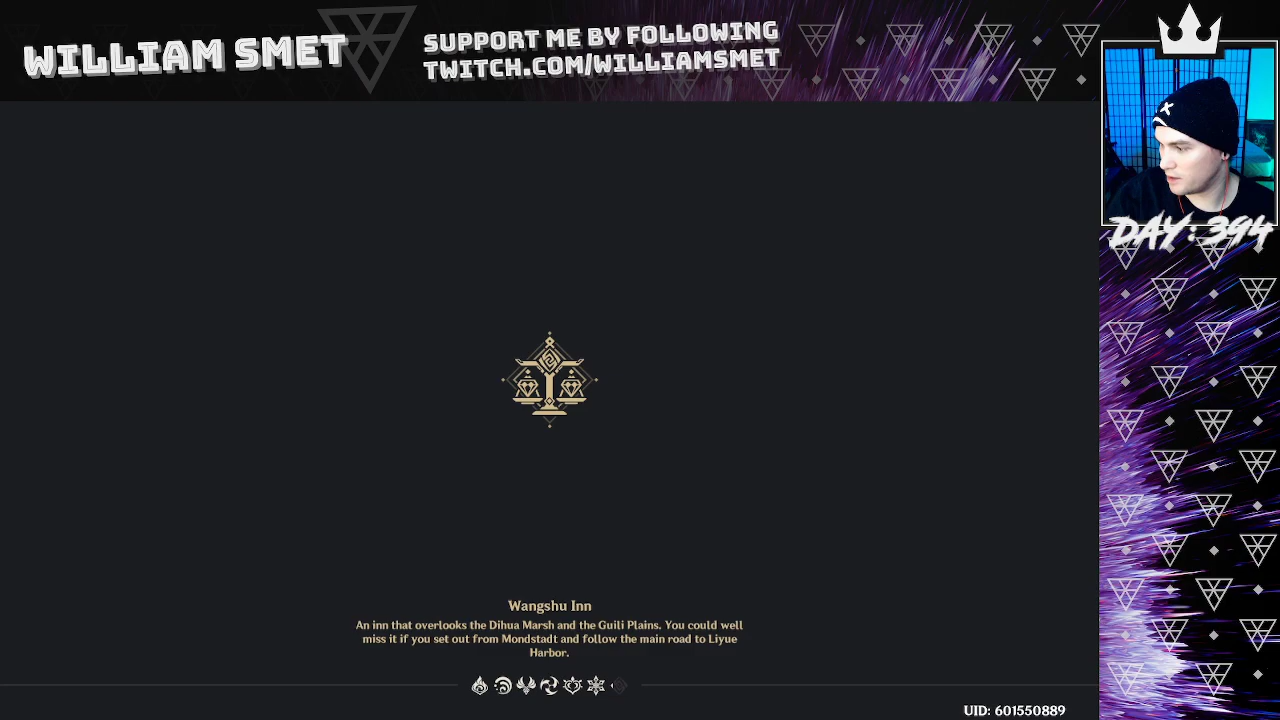 WILLIAM SMET
SUPPORT ME BY FOLLOWING
TWITCH.COM/WILLIAMSMET
DAY: 394
Wangshu Inn
An inn that overlooks the Dihua Marsh and the Guili Plains. You could well
miss it if you set out from Mondstadt and follow the main road to Liyue
Harbor.
UID: 601550889